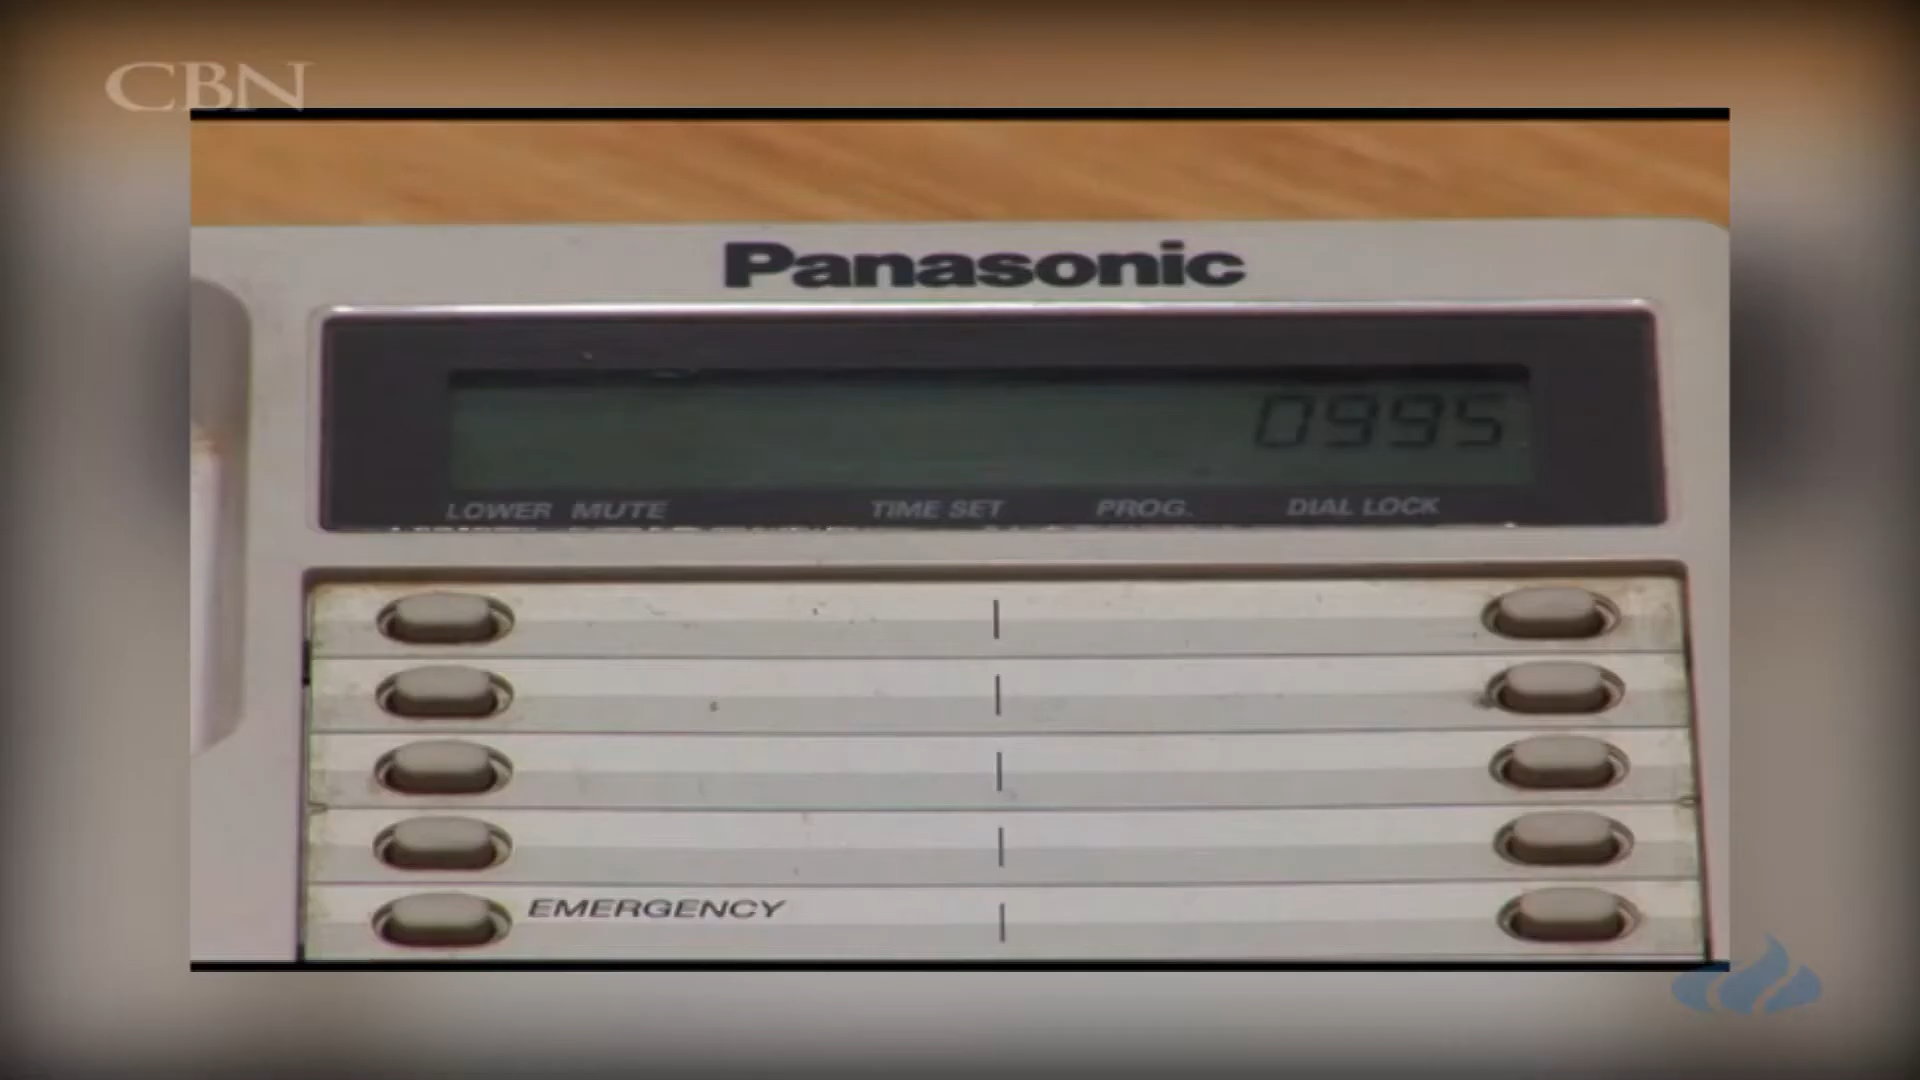 CBN
Panasonic
0995
LOWER MUTE TIME SET PROG. DIAL LOCK
EMERGENCY